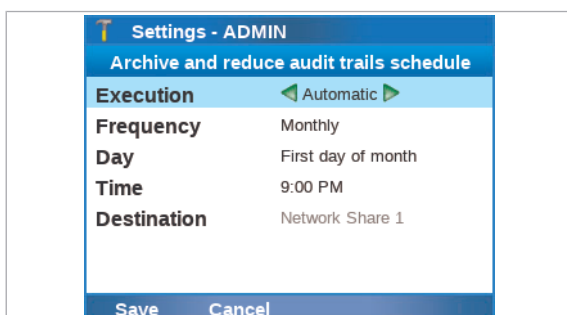 Settings - ADMIN
Archive and reduce audit trails schedule
Execution Automatic
Frequency Monthly
Day First day of month
Time 9:00 PM
Destination Network Share 1
Save Cancel